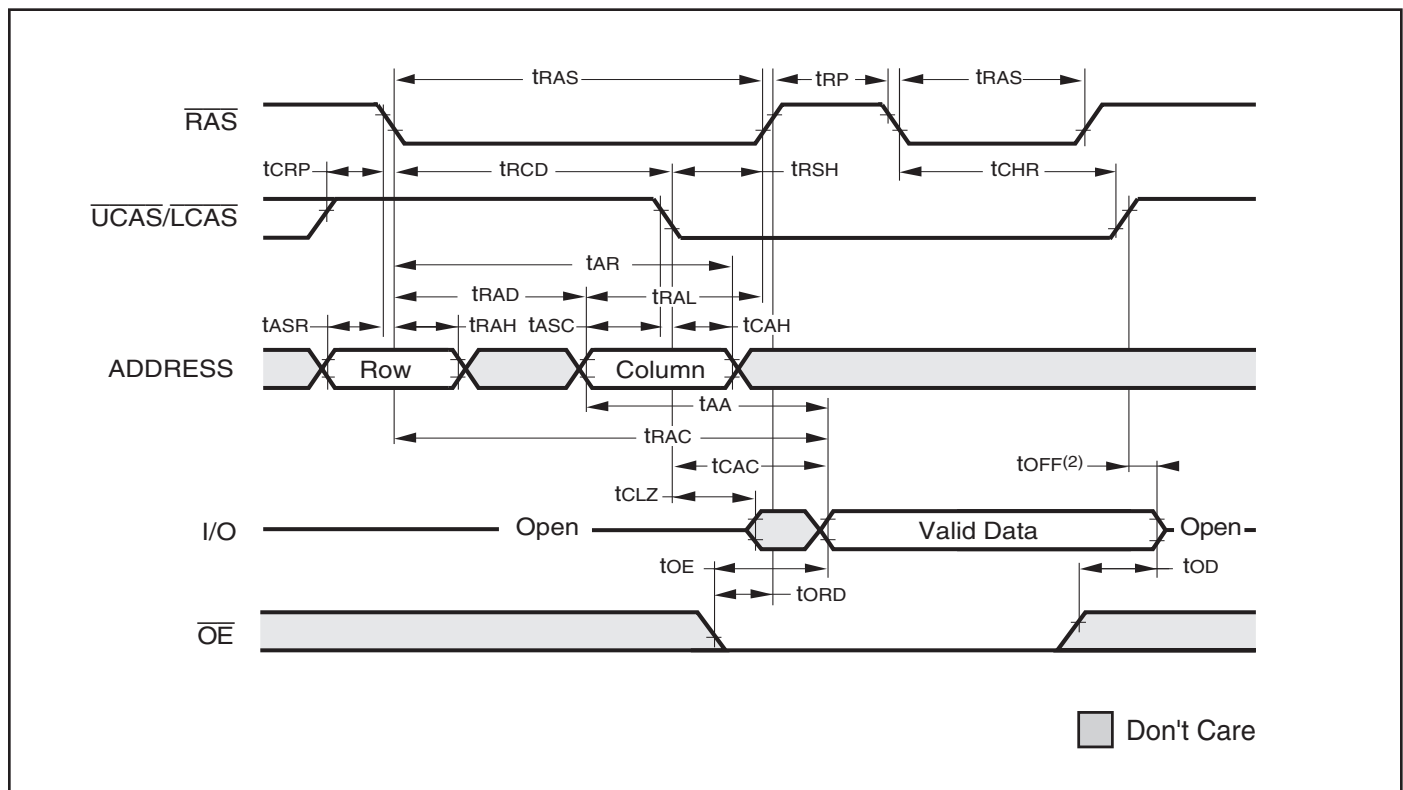 tRAS tRP tRAS
RAS
tCRP tRCD tRSH tCHR
UCAS/LCAS
tAR
tRAD tRAL
tASR tRAH tASC tCAH
ADDRESS Row Column
tAA
tRAC
tCAC tOFF(2)
tCLZ
I/O Open Valid Data Open
tOE tOD
tORD
OE
Don't Care